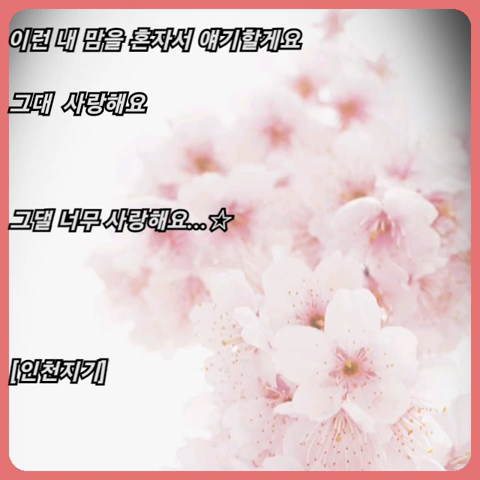 이런 내 맘을 혼자서 얘기할게요
그대 사랑해요
그댈 너무 사랑해요...☆
[인천지기]